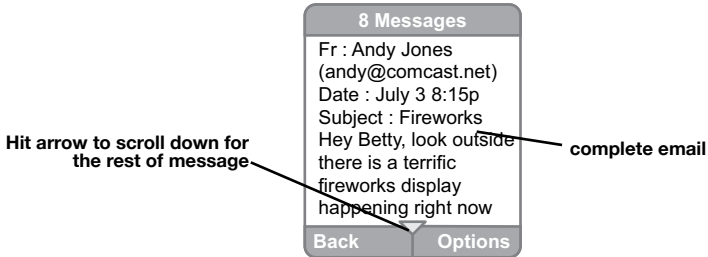 8 Messages
Fr : Andy Jones
(andy@comcast.net)
Date : July 3 8:15p
Subject : Fireworks
Hey Betty, look outside
there is a terrific
fireworks display
happening right now
Back Options
Hit arrow to scroll down for
the rest of message
complete email